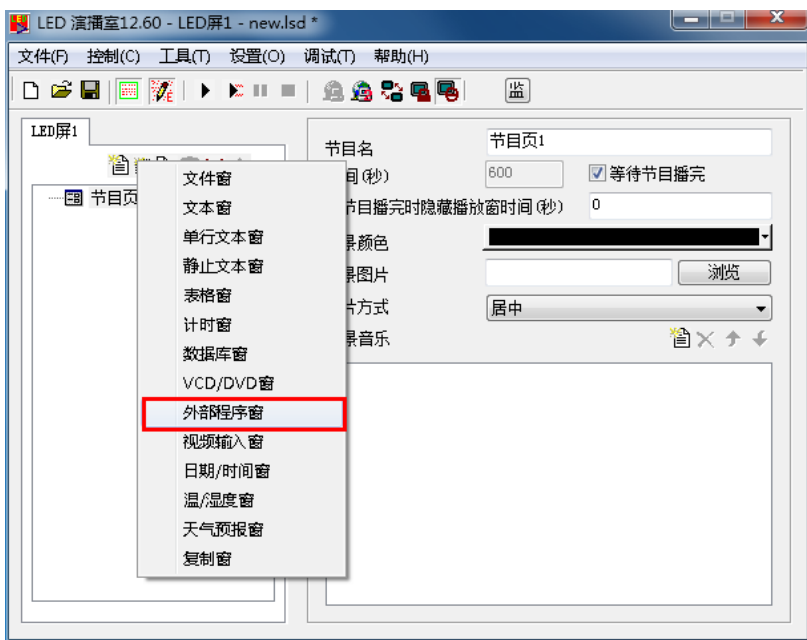 LED 演播室12.60 - LED屏1 - new.lsd *
文件(F) 控制(C) 工具(T) 设置(O) 调试(T) 帮助(H)
监
LED屏1
节目页
文件窗
文本窗
单行文本窗
静止文本窗
表格窗
计时窗
数据库窗
VCD/DVD窗
外部程序窗
视频输入窗
日期/时间窗
温/湿度窗
天气预报窗
复制窗
节目名 节目页1
间(秒) 600 等待节目播完
节目播完时隐藏播放窗时间(秒) 0
景颜色
景图片 浏览
片方式 居中
景音乐